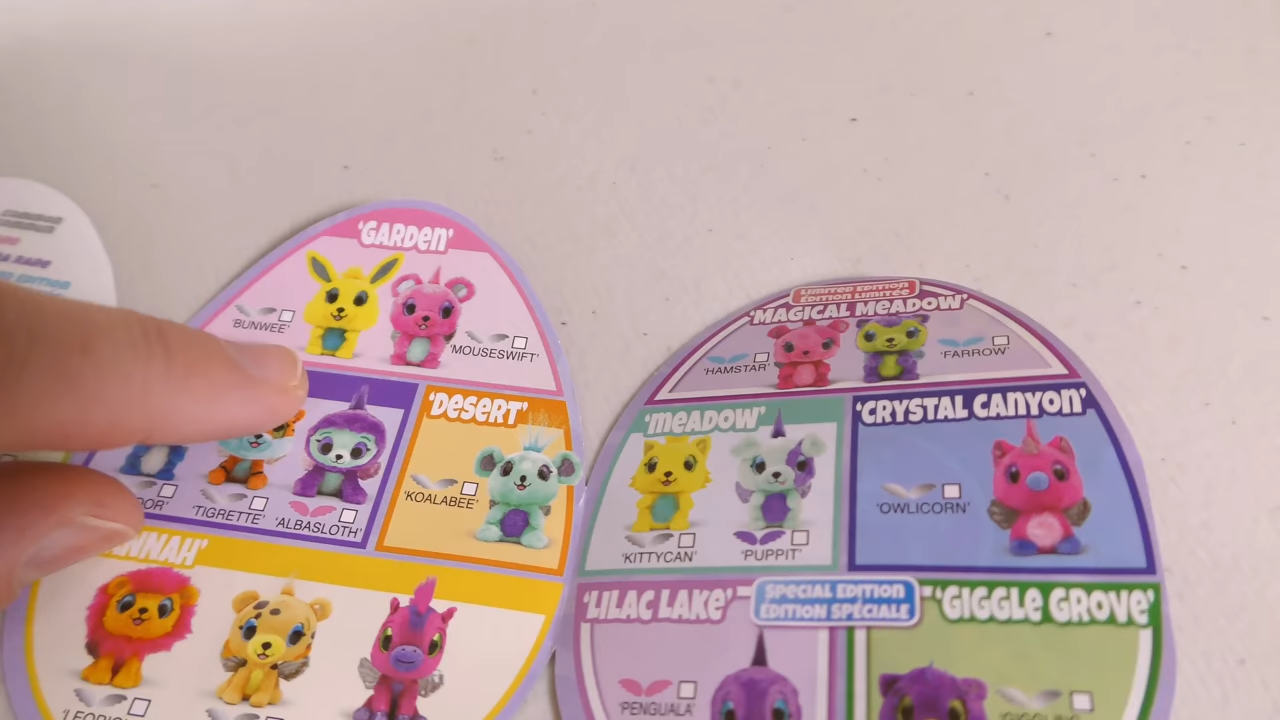 'GARDEN'
'BUNWEE'
'MOUSESWIFT'
'DESERT'
'KOALABEE'
'TIGRETTE'
'ALBASLOTH'
LIMITED EDITION
ÉDITION LIMITÉE
'MAGICAL MEADOW'
'HAMSTAR'
'FARROW'
'MEADOW'
'KITTYCAN'
'PUPPIT'
'CRYSTAL CANYON'
'OWLICORN'
SPECIAL EDITION
ÉDITION SPÉCIALE
'LILAC LAKE'
'PENGUALA'
'GIGGLE GROVE'